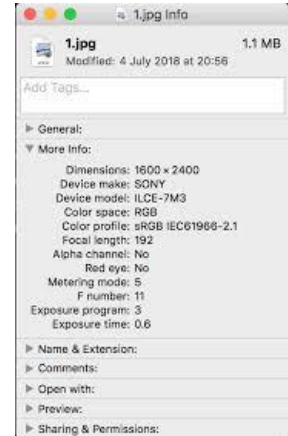 1.jpg Info
1.jpg 1.1 MB
Modified: 4 July 2018 at 20:56
Add Tags...
General:
More Info:
Dimensions: 1600 × 2400
Device make: SONY
Device model: ILCE-7M3
Color space: RGB
Color profile: sRGB IEC61966-2.1
Focal length: 192
Alpha channel: No
Red eye: No
Metering mode: 5
F number: 11
Exposure program: 3
Exposure time: 0.6
Name & Extension:
Comments:
Open with:
Preview:
Sharing & Permissions: